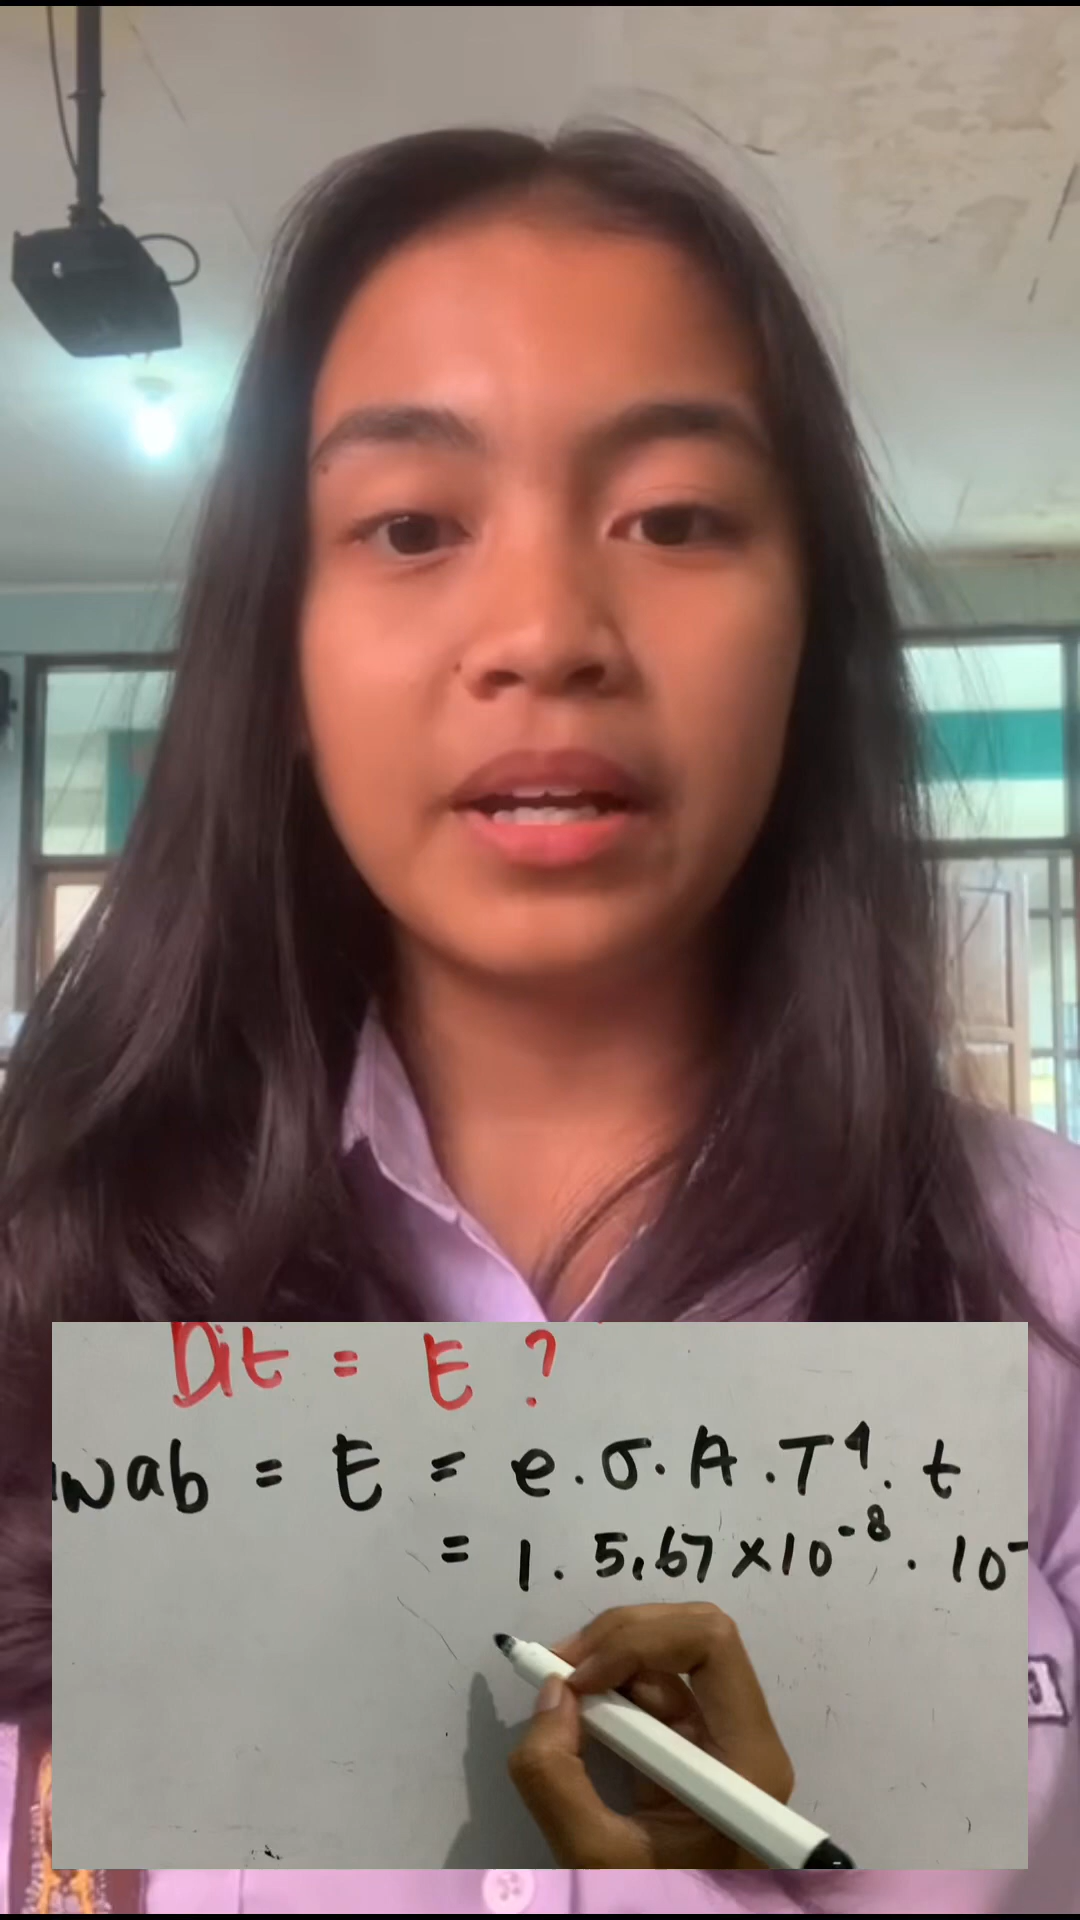 Dit = E ?
wab = E = e.σ.A.T⁴.t
= 1.5,67×10⁻⁸.10⁻